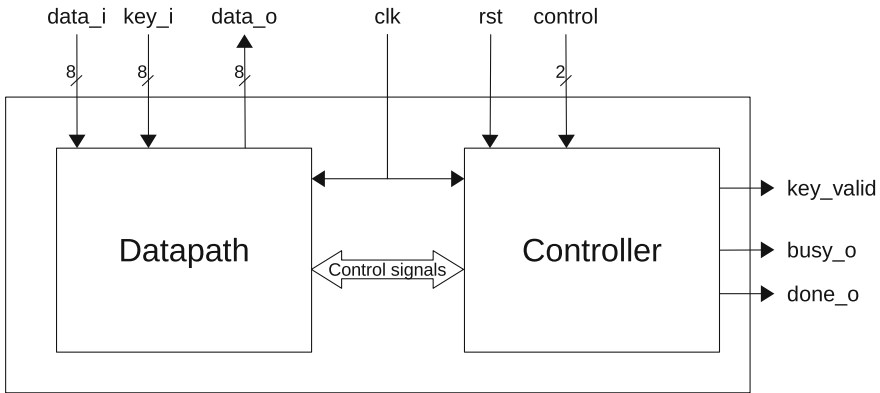 data_i key_i data_o clk rst control
8 8 8 2
key_valid
Datapath Controller
busy_o
Control signals
done_o